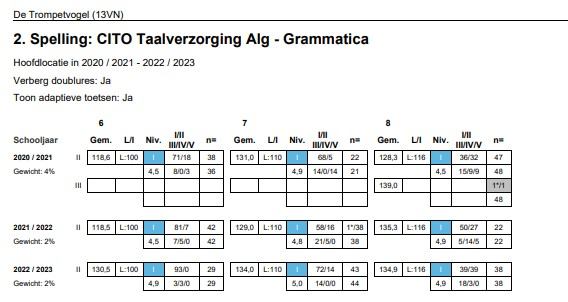 De Trompetvogel (13VN)
2. Spelling: CITO Taalverzorging Alg - Grammatica
Hoofdlocatie in 2020 / 2021 - 2022 / 2023
Verberg doublures: Ja
Toon adaptieve toetsen: Ja
6 7 8
I/II I/II I/II
Schooljaar Gem. L/I Niv. III/IV/V n= Gem. L/I Niv. III/IV/V n= Gem. L/I Niv. III/IV/V n=
2020 / 2021 II 118,6 L:100 I 71/18 38 131,0 L:110 I 68/5 22 128,3 L:116 I 36/32 47
Gewicht: 4% 4,5 8/0/3 36 4,9 14/0/14 21 4,5 15/9/9 48
III 139,0 1*/1
48
2021 / 2022 II 118,5 L:100 I 81/7 42 129,0 L:110 I 58/16 1*/38 135,3 L:116 I 50/27 22
Gewicht: 2% 4,5 7/5/0 42 4,8 21/5/0 38 4,9 5/14/5 22
2022 / 2023 II 130,5 L:100 I 93/0 29 134,0 L:110 I 72/14 43 134,9 L:116 I 39/39 38
Gewicht: 2% 4,9 3/3/0 29 5,0 14/0/0 44 4,9 18/3/0 38